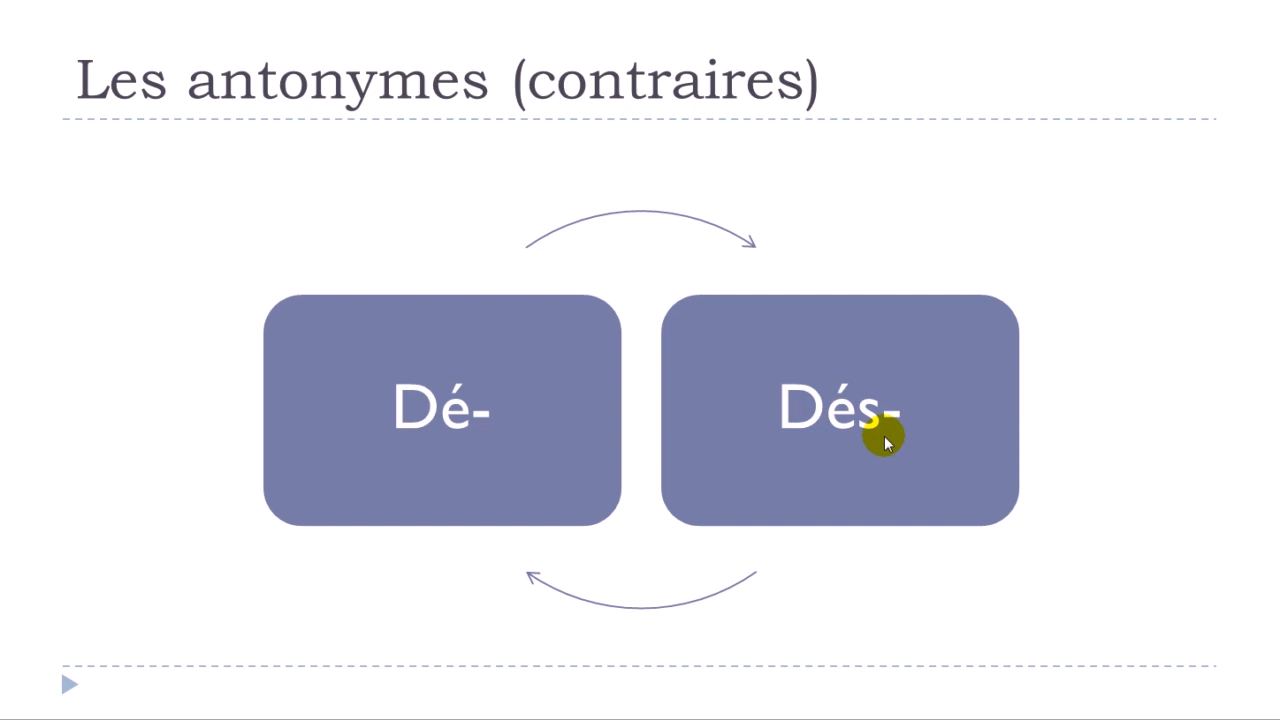 Les antonymes (contraires)
Dé-
Dés-